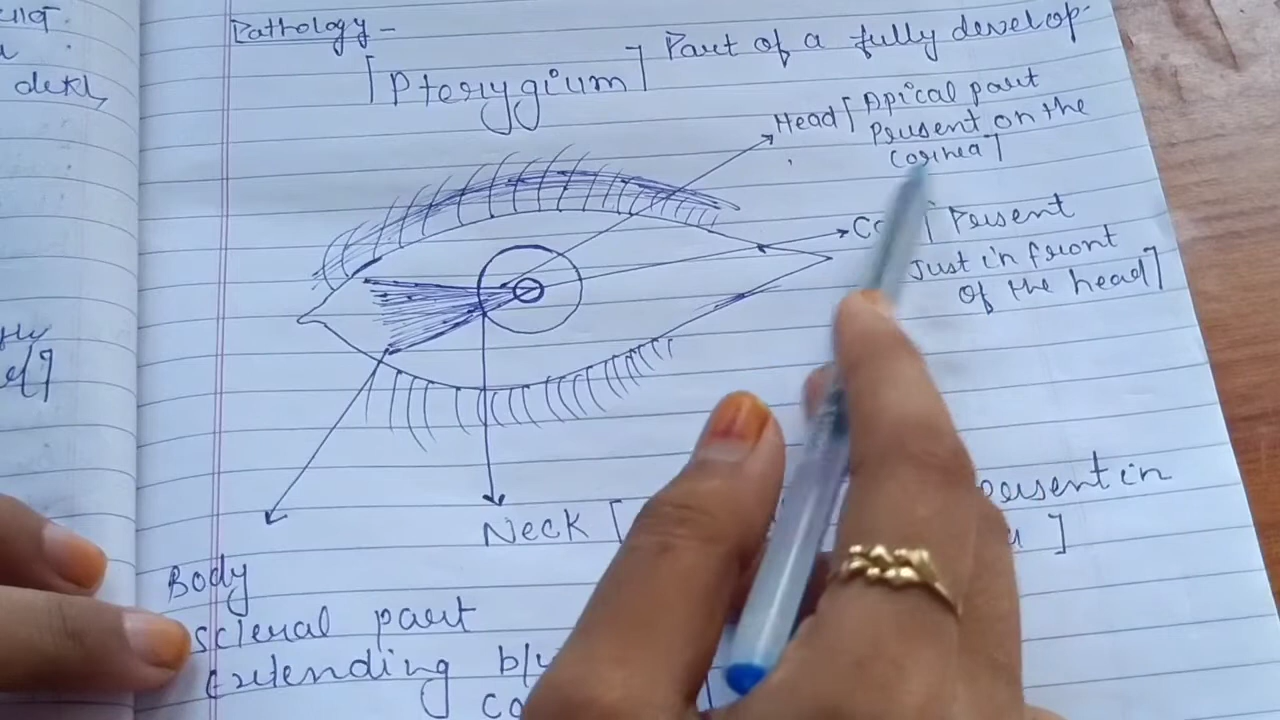 Pathology -
[Pterygium] Part of a fully develop
Head [Apical part
present on the
cornea]
[Present
just in front
of the head]
Neck [
present in
]
Body
scleral part
extending b/w
dekh